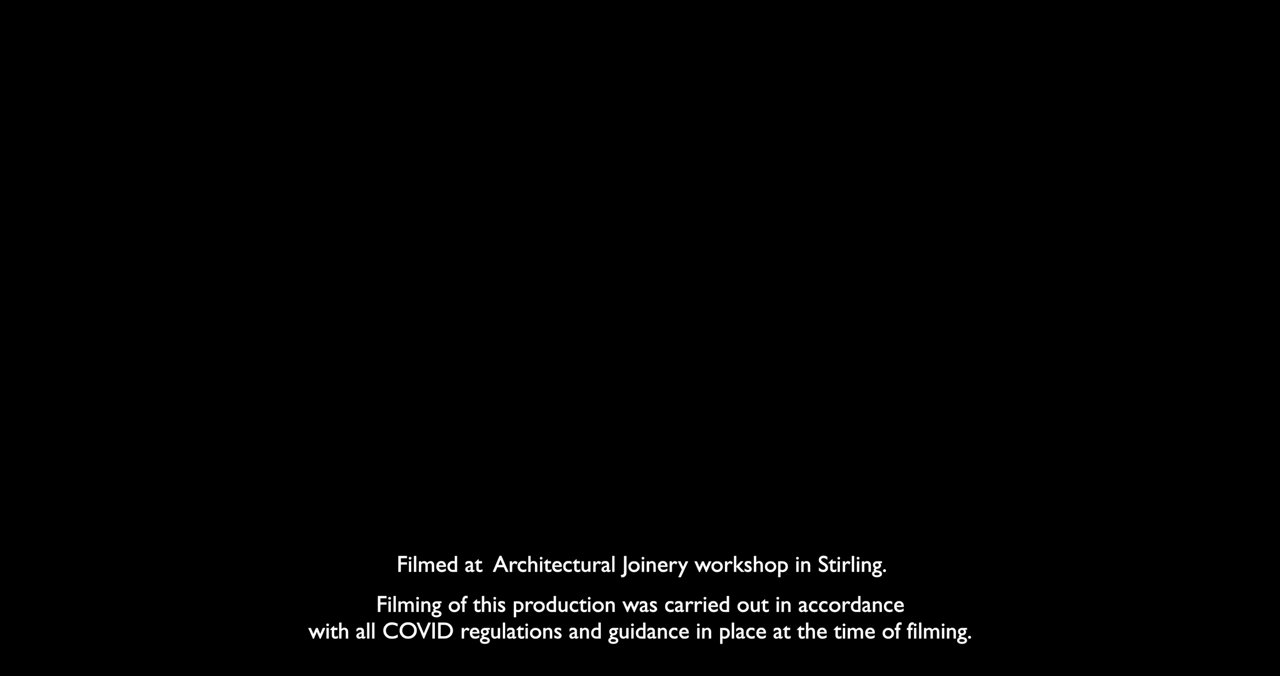 Filmed at  Architectural Joinery workshop in Stirling.
Filming of this production was carried out in accordance
with all COVID regulations and guidance in place at the time of filming.